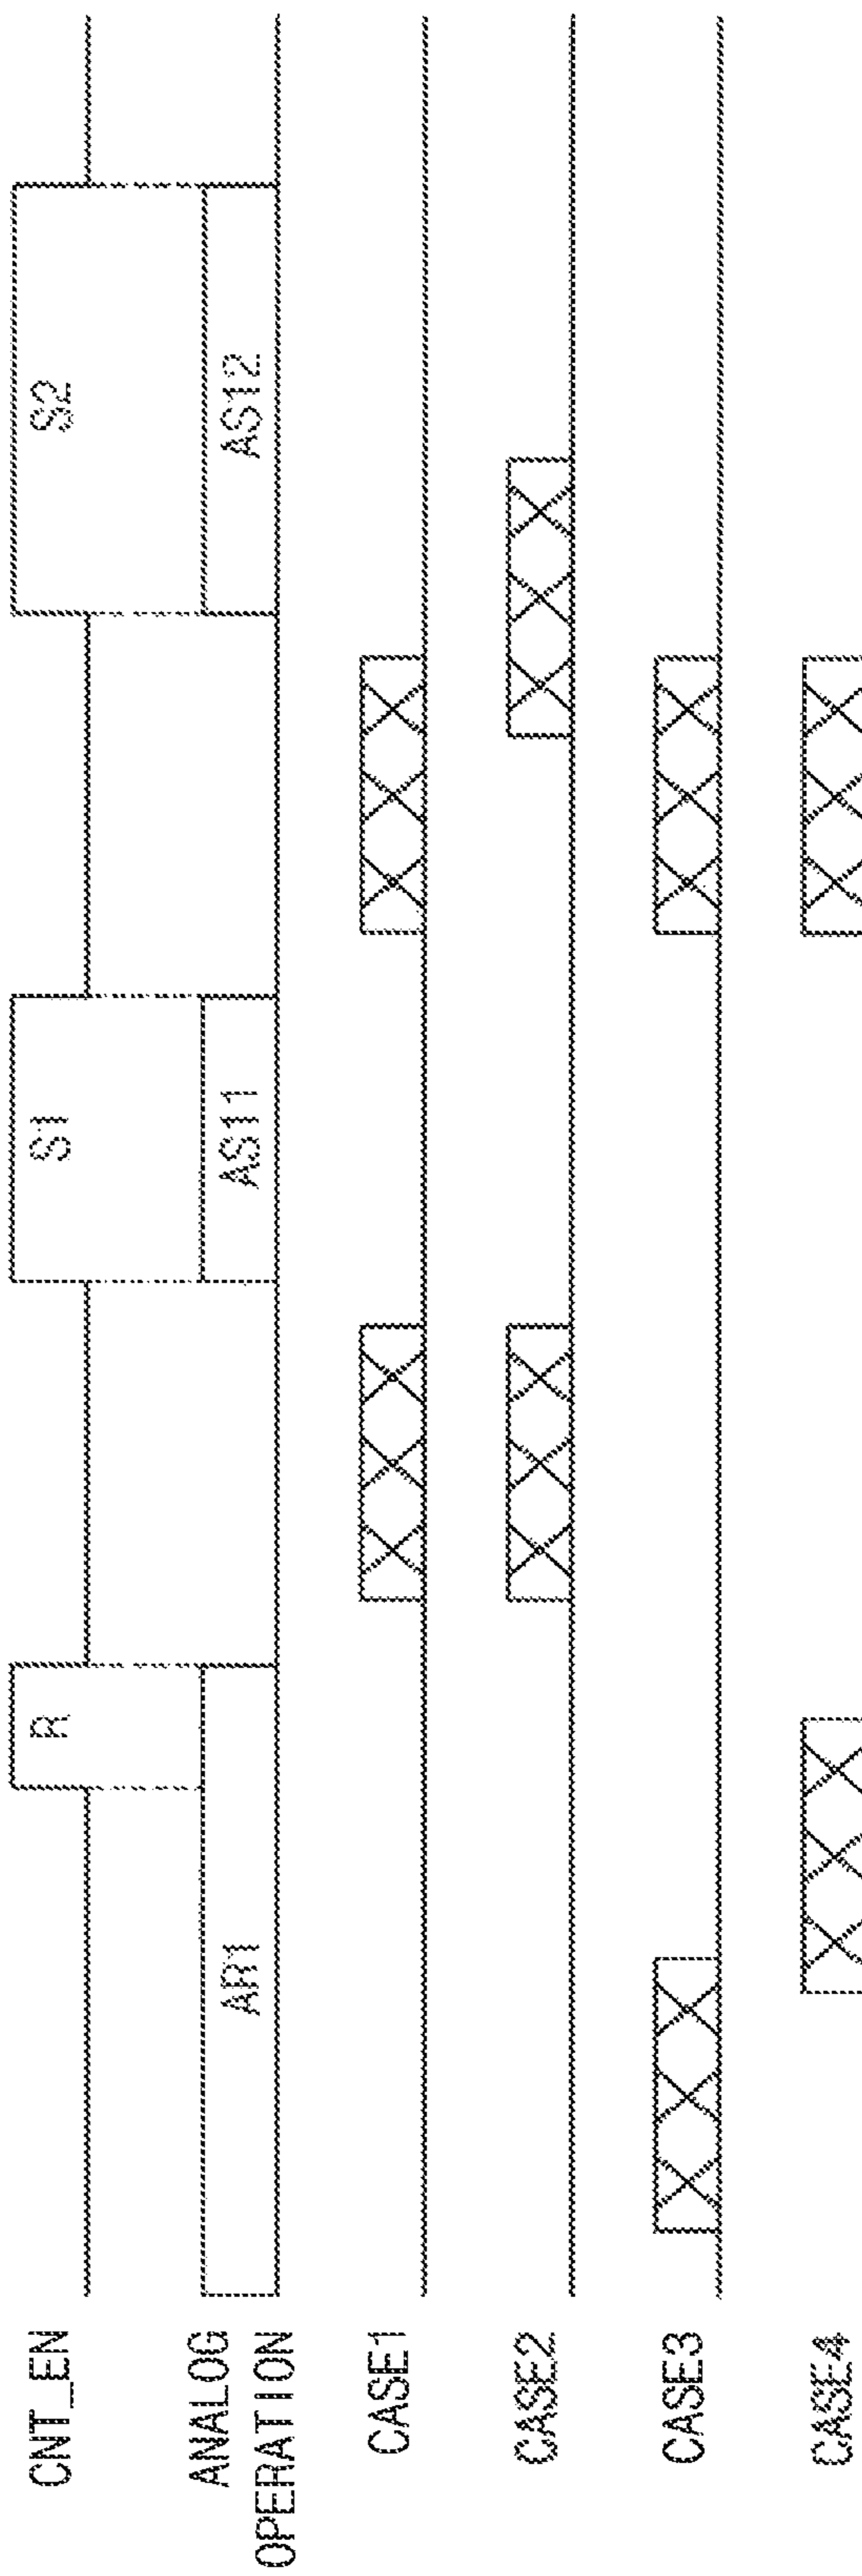 CNT_EN
R
S1
S2
ANALOG
OPERATION
AR1
AS11
AS12
CASE1
CASE2
CASE3
CASE4